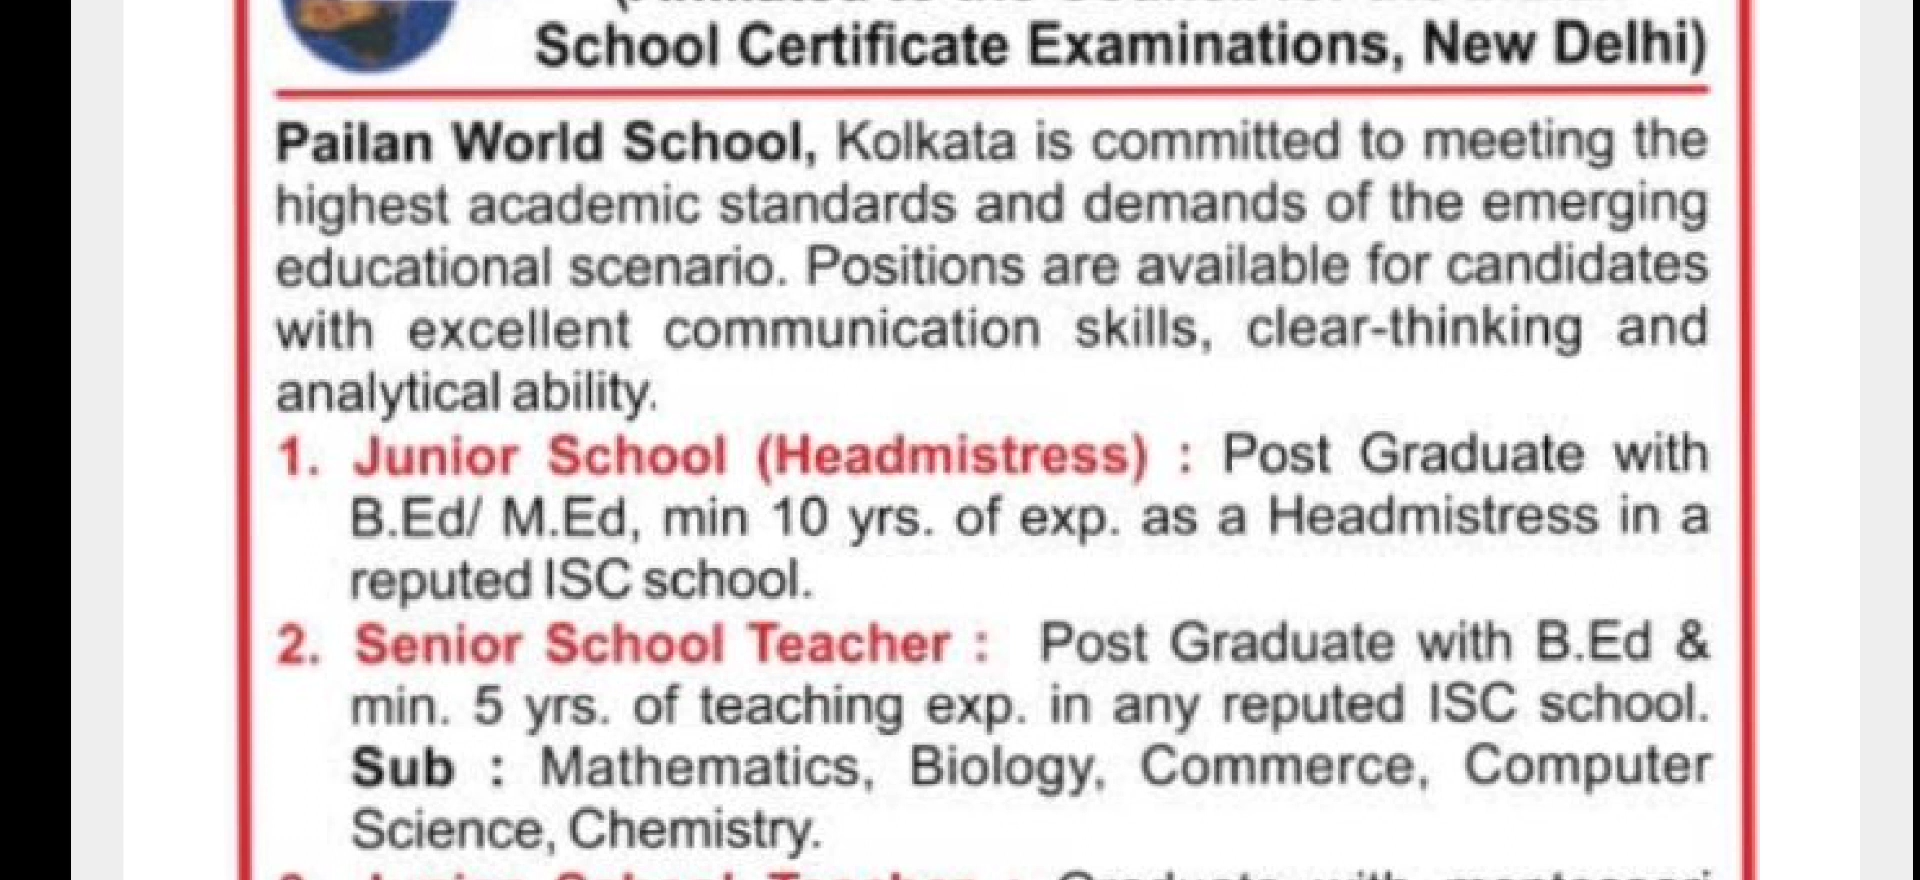 School Certificate Examinations, New Delhi)
Pailan World School, Kolkata is committed to meeting the
highest academic standards and demands of the emerging
educational scenario. Positions are available for candidates
with excellent communication skills, clear-thinking and
analytical ability.
1. Junior School (Headmistress) : Post Graduate with
B.Ed/ M.Ed, min 10 yrs. of exp. as a Headmistress in a
reputed ISC school.
2. Senior School Teacher : Post Graduate with B.Ed &
min. 5 yrs. of teaching exp. in any reputed ISC school.
Sub : Mathematics, Biology, Commerce, Computer
Science, Chemistry.